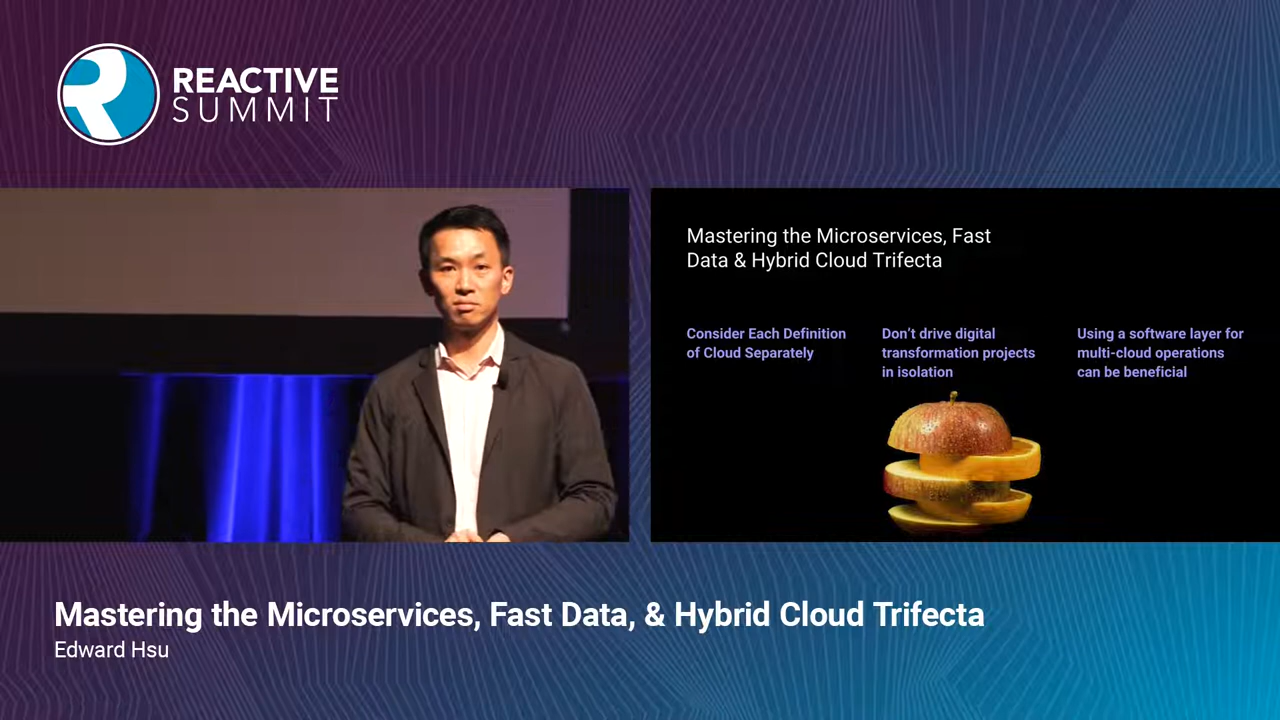 REACTIVE
SUMMIT
Mastering the Microservices, Fast
Data & Hybrid Cloud Trifecta
Consider Each Definition
of Cloud Separately
Don’t drive digital
transformation projects
in isolation
Using a software layer for
multi-cloud operations
can be beneficial
Mastering the Microservices, Fast Data, & Hybrid Cloud Trifecta
Edward Hsu